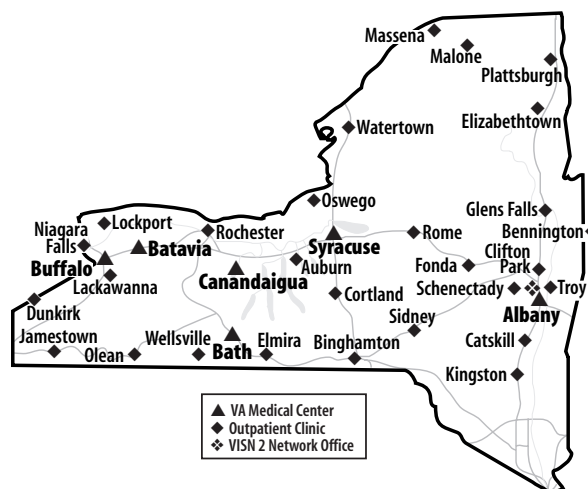 Massena
Malone
Plattsburgh
Elizabethtown
Watertown
Oswego
Glens Falls
Niagara
Falls
Lockport
Rochester
Bennington
Batavia
Syracuse
Rome
Clifton
Park
Buffalo
Canandaigua
Auburn
Fonda
Lackawanna
Schenectady
Troy
Dunkirk
Cortland
Albany
Sidney
Jamestown
Wellsville
Elmira
Catskill
Olean
Bath
Binghamton
Kingston
VA Medical Center
Outpatient Clinic
VISN 2 Network Office